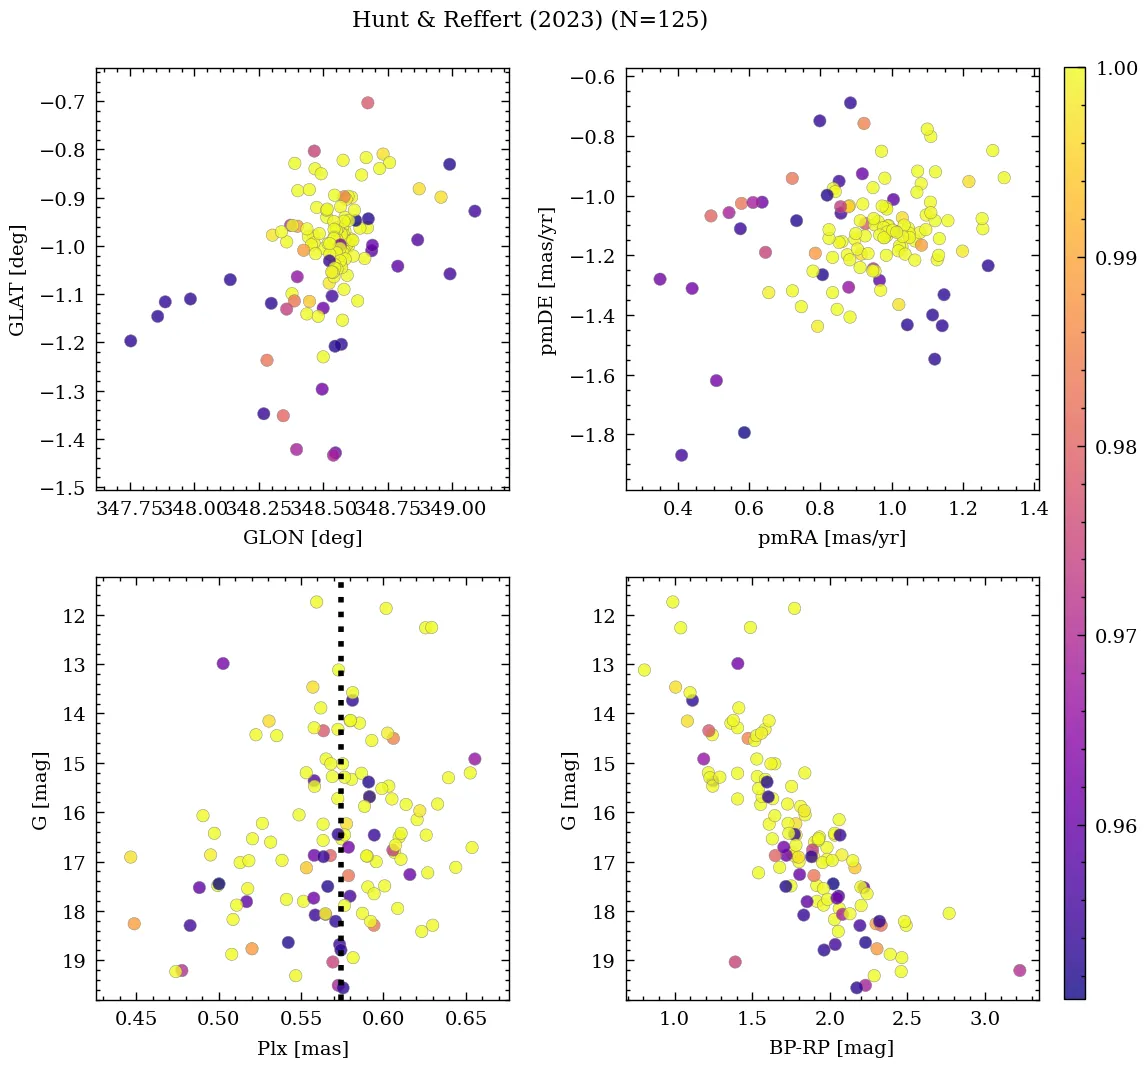 Hunt & Reffert (2023) (N=125)
−0.7
−0.8
−0.9
−1.0
−1.1
−1.2
−1.3
−1.4
−1.5
GLAT [deg]
347.75 348.00 348.25 348.50 348.75 349.00
GLON [deg]
−0.6
−0.8
−1.0
−1.2
−1.4
−1.6
−1.8
pmDE [mas/yr]
0.4 0.6 0.8 1.0 1.2 1.4
pmRA [mas/yr]
12
13
14
15
16
17
18
19
G [mag]
0.45 0.50 0.55 0.60 0.65
Plx [mas]
12
13
14
15
16
17
18
19
G [mag]
1.0 1.5 2.0 2.5 3.0
BP-RP [mag]
1.00
0.99
0.98
0.97
0.96